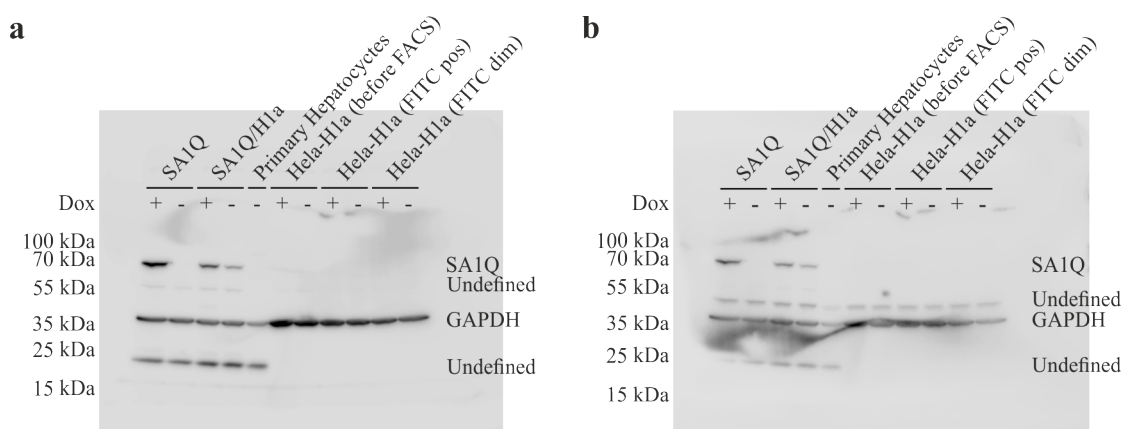 a
SA1Q
SA1Q/H1a
Primary Hepatocyctes
Hela-H1a (before FACS)
Hela-H1a (FITC pos)
Hela-H1a (FITC dim)
Dox + - + - - + - + - + -
100 kDa
70 kDa SA1Q
55 kDa Undefined
35 kDa GAPDH
25 kDa
15 kDa Undefined
b
SA1Q
SA1Q/H1a
Primary Hepatocyctes
Hela-H1a (before FACS)
Hela-H1a (FITC pos)
Hela-H1a (FITC dim)
Dox + - + - - + - + - + -
100 kDa
70 kDa SA1Q
55 kDa Undefined
35 kDa GAPDH
25 kDa Undefined
15 kDa